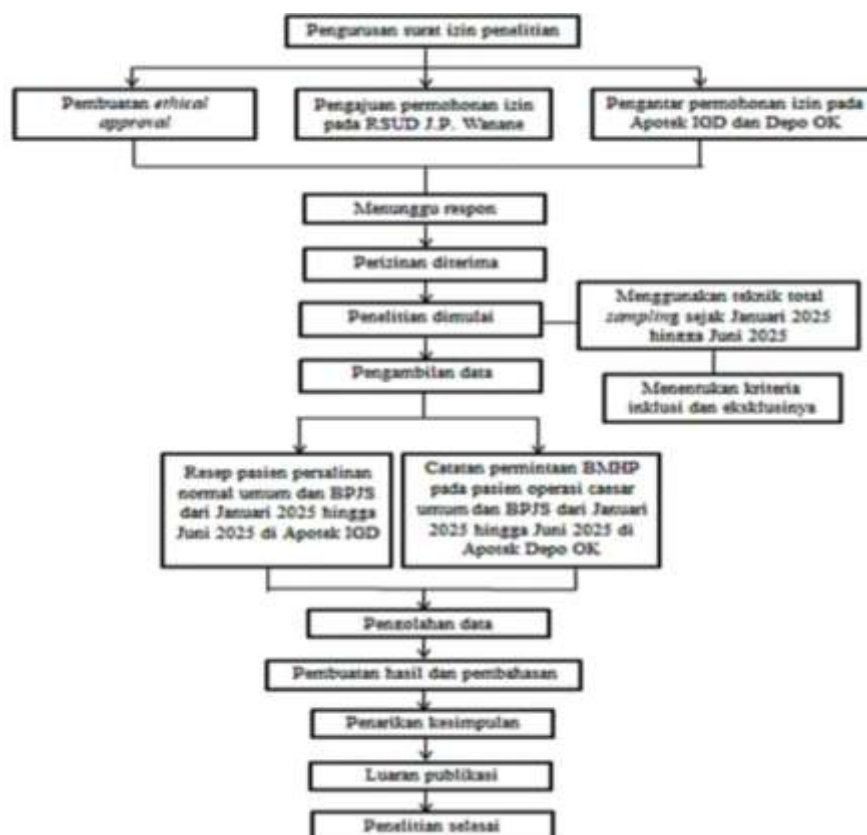 Pengurusan surat izin penelitian
Pembuatan ethical
approval
Pengajuan permohonan izin
pada RSUD J.P. Wanane
Pengantar permohonan izin pada
Apotek IGD dan Depo OK
Menunggu respon
Perizinan diterima
Penelitian dimulai
Menggunakan teknik total
sampling sejak Januari 2025
hingga Juni 2025
Pengambilan data
Menentukan kriteria
inklusi dan eksklusinya
Resep pasien persalinan
normal umum dan BPJS
dari Januari 2025 hingga
Juni 2025 di Apotek IGD
Catatan permintaan BMHP
pada pasien operasi caesar
umum dan BPJS dari Januari
2025 hingga Juni 2025 di
Apotek Depo OK
Pengolahan data
Pembuatan hasil dan pembahasan
Penarikan kesimpulan
Luaran publikasi
Penelitian selesai